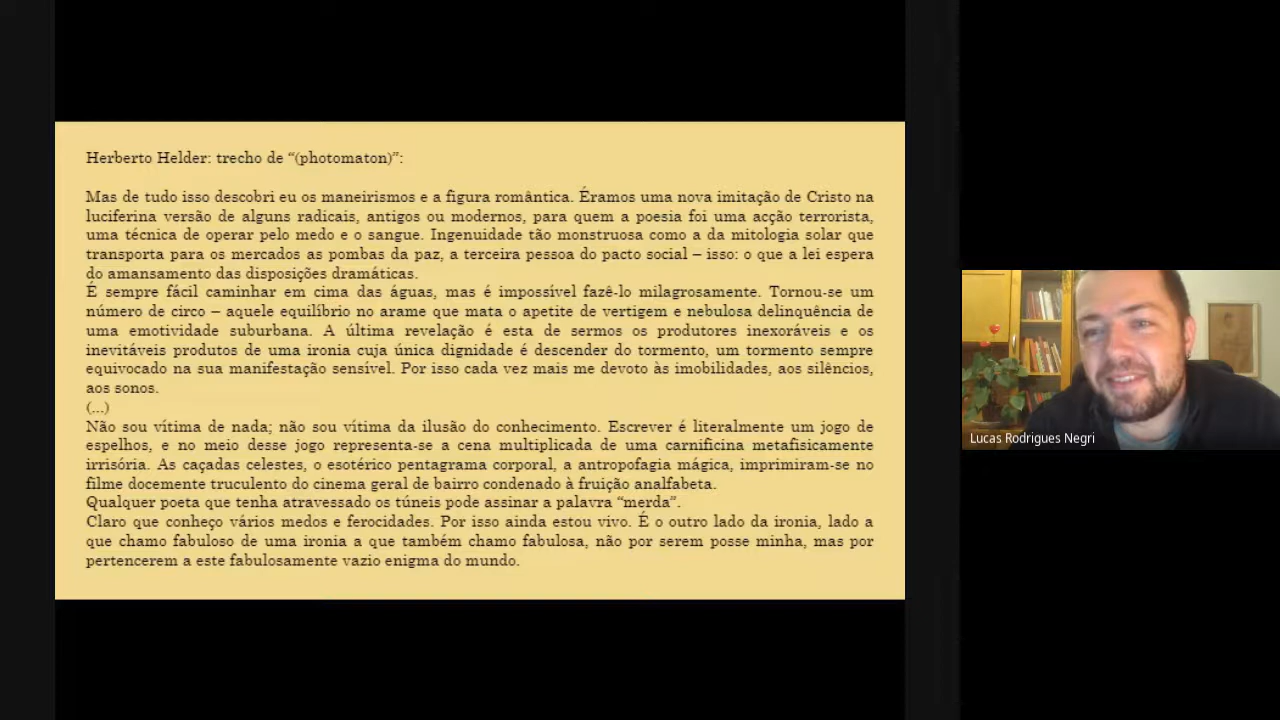 Herberto Helder: trecho de “(photomaton)”:
Mas de tudo isso descobri eu os maneirismos e a figura romântica. Éramos uma nova imitação de Cristo na
luciferina versão de alguns radicais, antigos ou modernos, para quem a poesia foi uma acção terrorista,
uma técnica de operar pelo medo e o sangue. Ingenuidade tão monstruosa como a da mitologia solar que
transporta para os mercados as pombas da paz, a terceira pessoa do pacto social – isso: o que a lei espera
do amansamento das disposições dramáticas.
É sempre fácil caminhar em cima das águas, mas é impossível fazê-lo milagrosamente. Tornou-se um
número de circo – aquele equilíbrio no arame que mata o apetite de vertigem e nebulosa delinquência de
uma emotividade suburbana. A última revelação é esta de sermos os produtores inexoráveis e os
inevitáveis produtos de uma ironia cuja única dignidade é descender do tormento, um tormento sempre
equivocado na sua manifestação sensível. Por isso cada vez mais me devoto às imobilidades, aos silêncios,
aos sonos.
(...)
Não sou vítima de nada; não sou vítima da ilusão do conhecimento. Escrever é literalmente um jogo de
espelhos, e no meio desse jogo representa-se a cena multiplicada de uma carnificina metafisicamente
irrisória. As caçadas celestes, o esotérico pentagrama corporal, a antropofagia mágica, imprimiram-se no
filme docemente truculento do cinema geral de bairro condenado à fruição analfabeta.
Qualquer poeta que tenha atravessado os túneis pode assinar a palavra “merda”.
Claro que conheço vários medos e ferocidades. Por isso ainda estou vivo. É o outro lado da ironia, lado a
que chamo fabuloso de uma ironia a que também chamo fabulosa, não por serem posse minha, mas por
pertencerem a este fabulosamente vazio enigma do mundo.
Lucas Rodrigues Negri